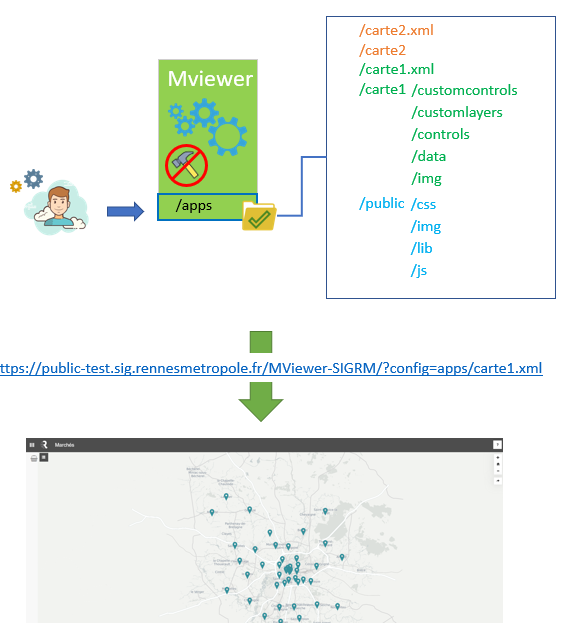 /carte2.xml
/carte2
Mviewer
/carte1.xml
/carte1 /customcontrols
/customlayers
/controls
/data
/img
/apps
/public /css
/img
/lib
/js
ttps://public-test.sig.rennesmetropole.fr/MViewer-SIGRM/?config=apps/carte1.xml
Marchés